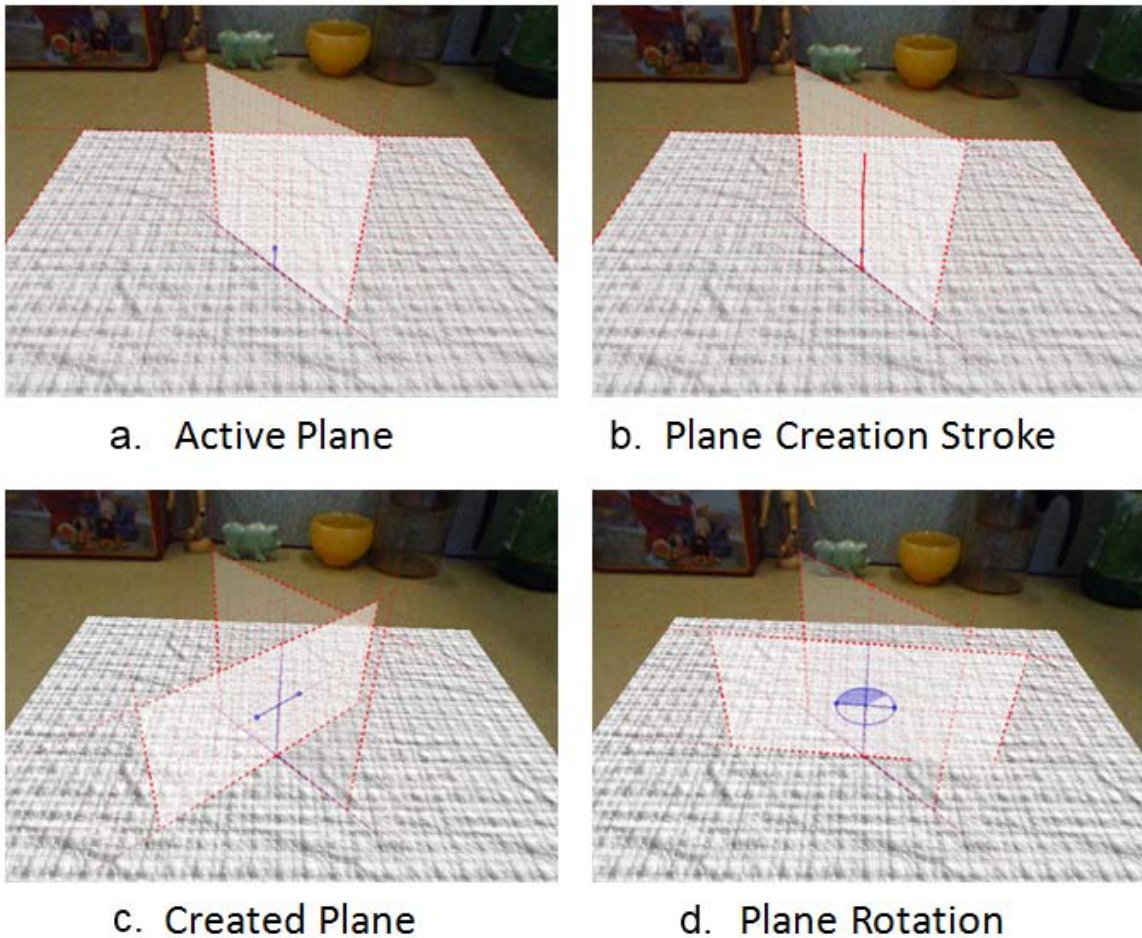 a. Active Plane
b. Plane Creation Stroke
c. Created Plane
d. Plane Rotation